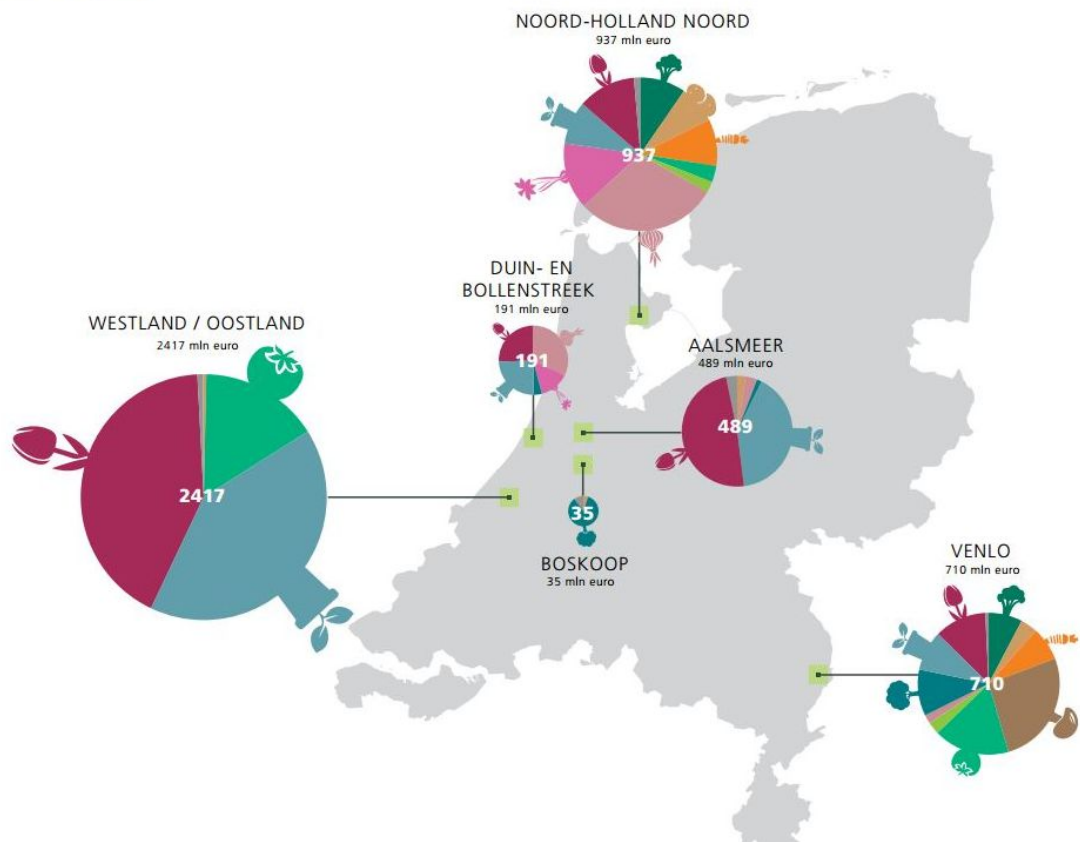 NOORD-HOLLAND NOORD
937 mln euro
937
DUIN- EN
BOLLENSTREEK
191 mln euro
191
WESTLAND / OOSTLAND
2417 mln euro
2417
AALSMEER
489 mln euro
489
35
BOSKOOP
35 mln euro
VENLO
710 mln euro
710